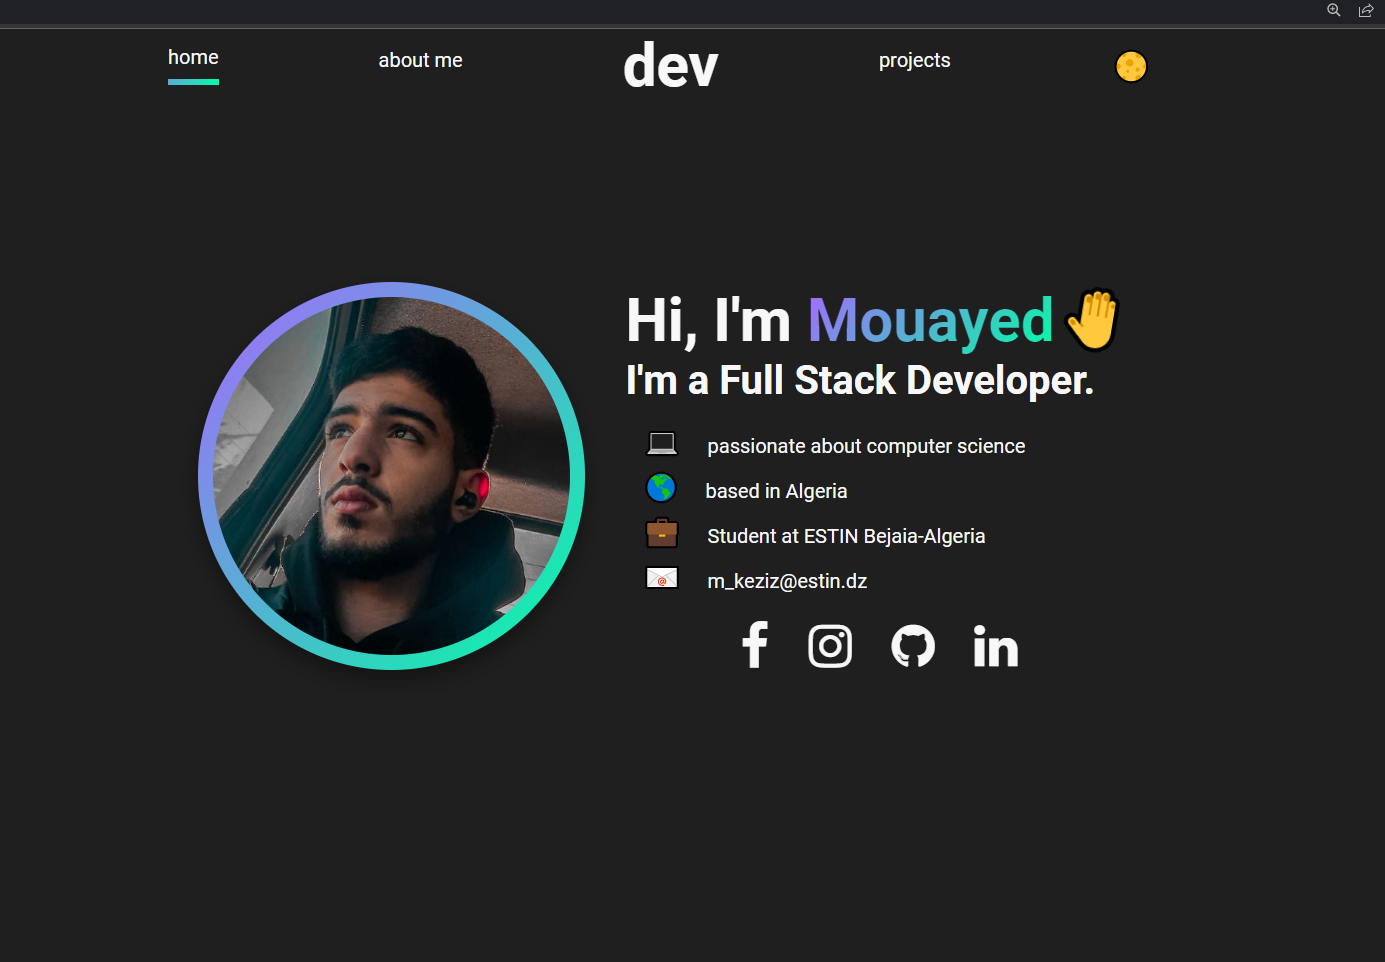 home
about me
dev
projects
Hi, I'm Mouayed
I'm a Full Stack Developer.
passionate about computer science
based in Algeria
Student at ESTIN Bejaia-Algeria
m_keziz@estin.dz